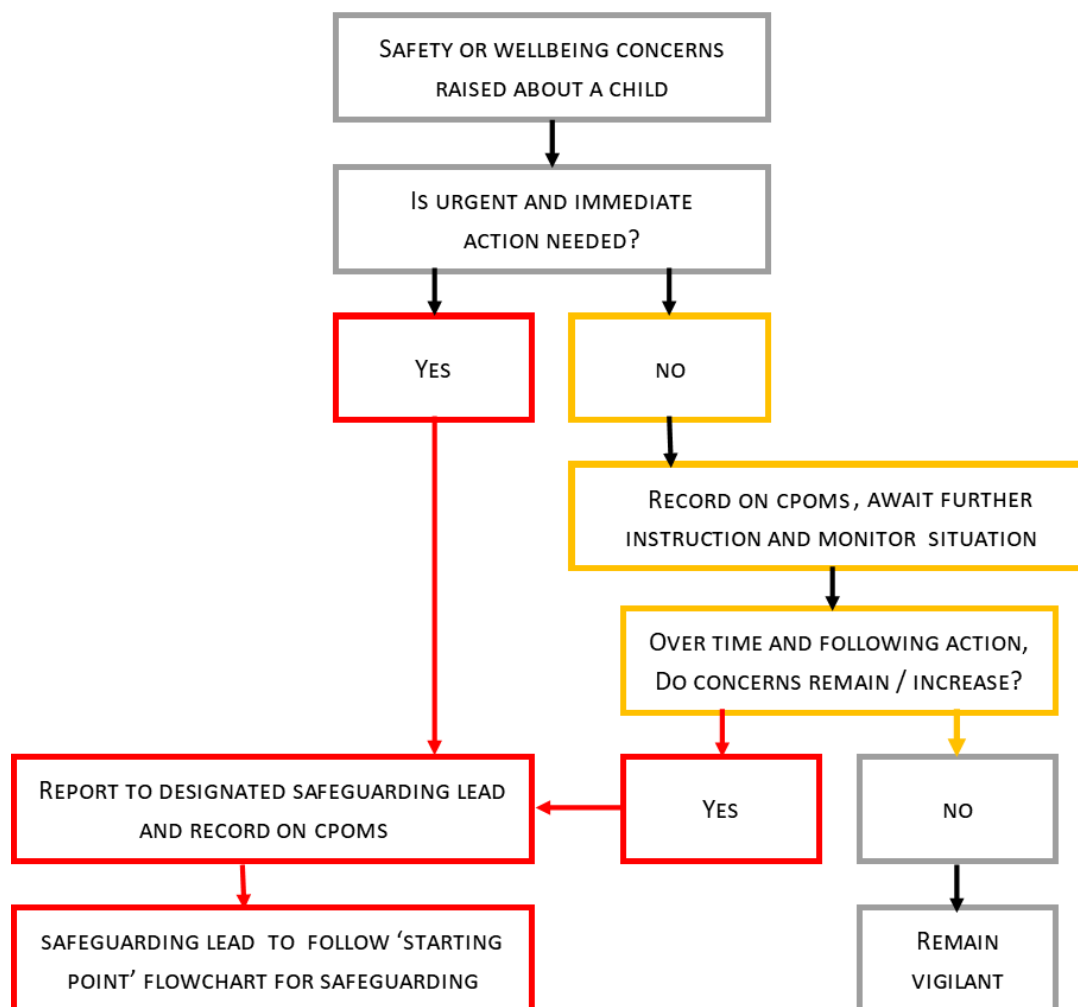 Safety or wellbeing concerns
raised about a child
Is urgent and immediate
action needed?
Yes
no
Record on cpoms, await further
instruction and monitor situation
Over time and following action,
Do concerns remain / increase?
Report to designated safeguarding lead
and record on cpoms
Yes
no
safeguarding lead to follow ‘starting
point’ flowchart for safeguarding
Remain
vigilant